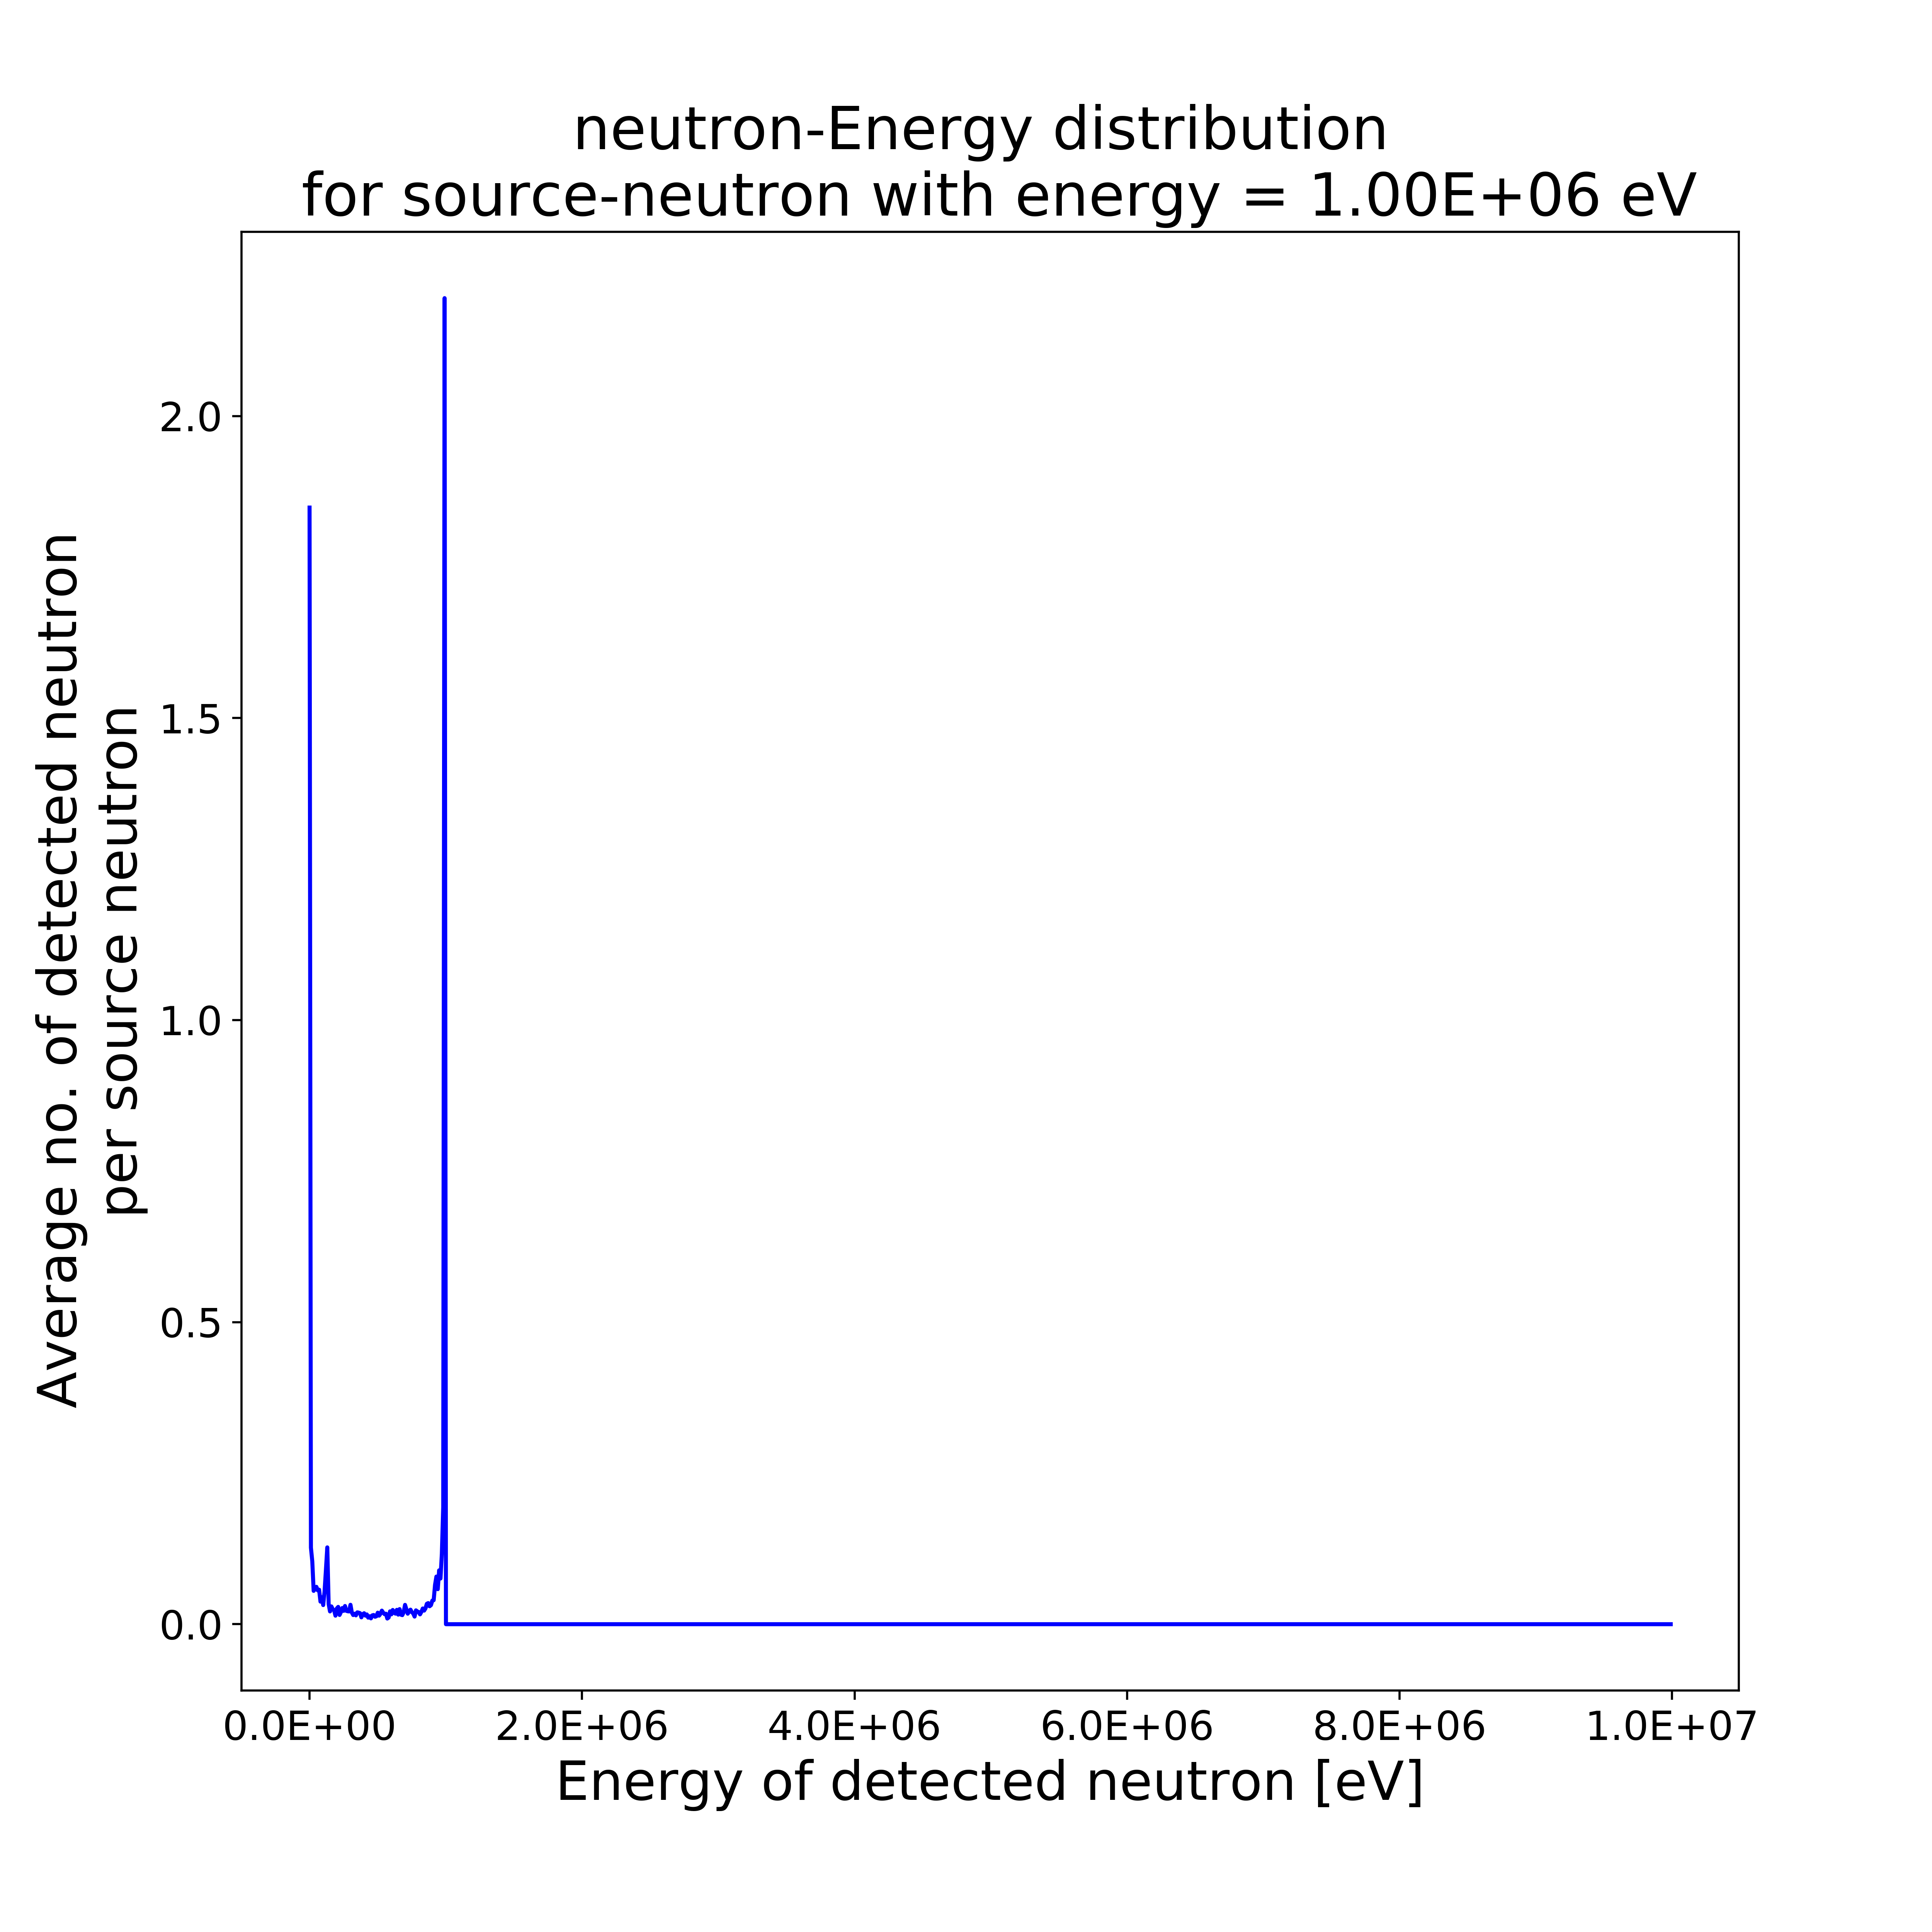 neutron-Energy distribution
for source-neutron with energy = 1.00E+06 eV
Average no. of detected neutron
per source neutron
2.0
1.5
1.0
0.5
0.0
0.0E+00 2.0E+06 4.0E+06 6.0E+06 8.0E+06 1.0E+07
Energy of detected neutron [eV]